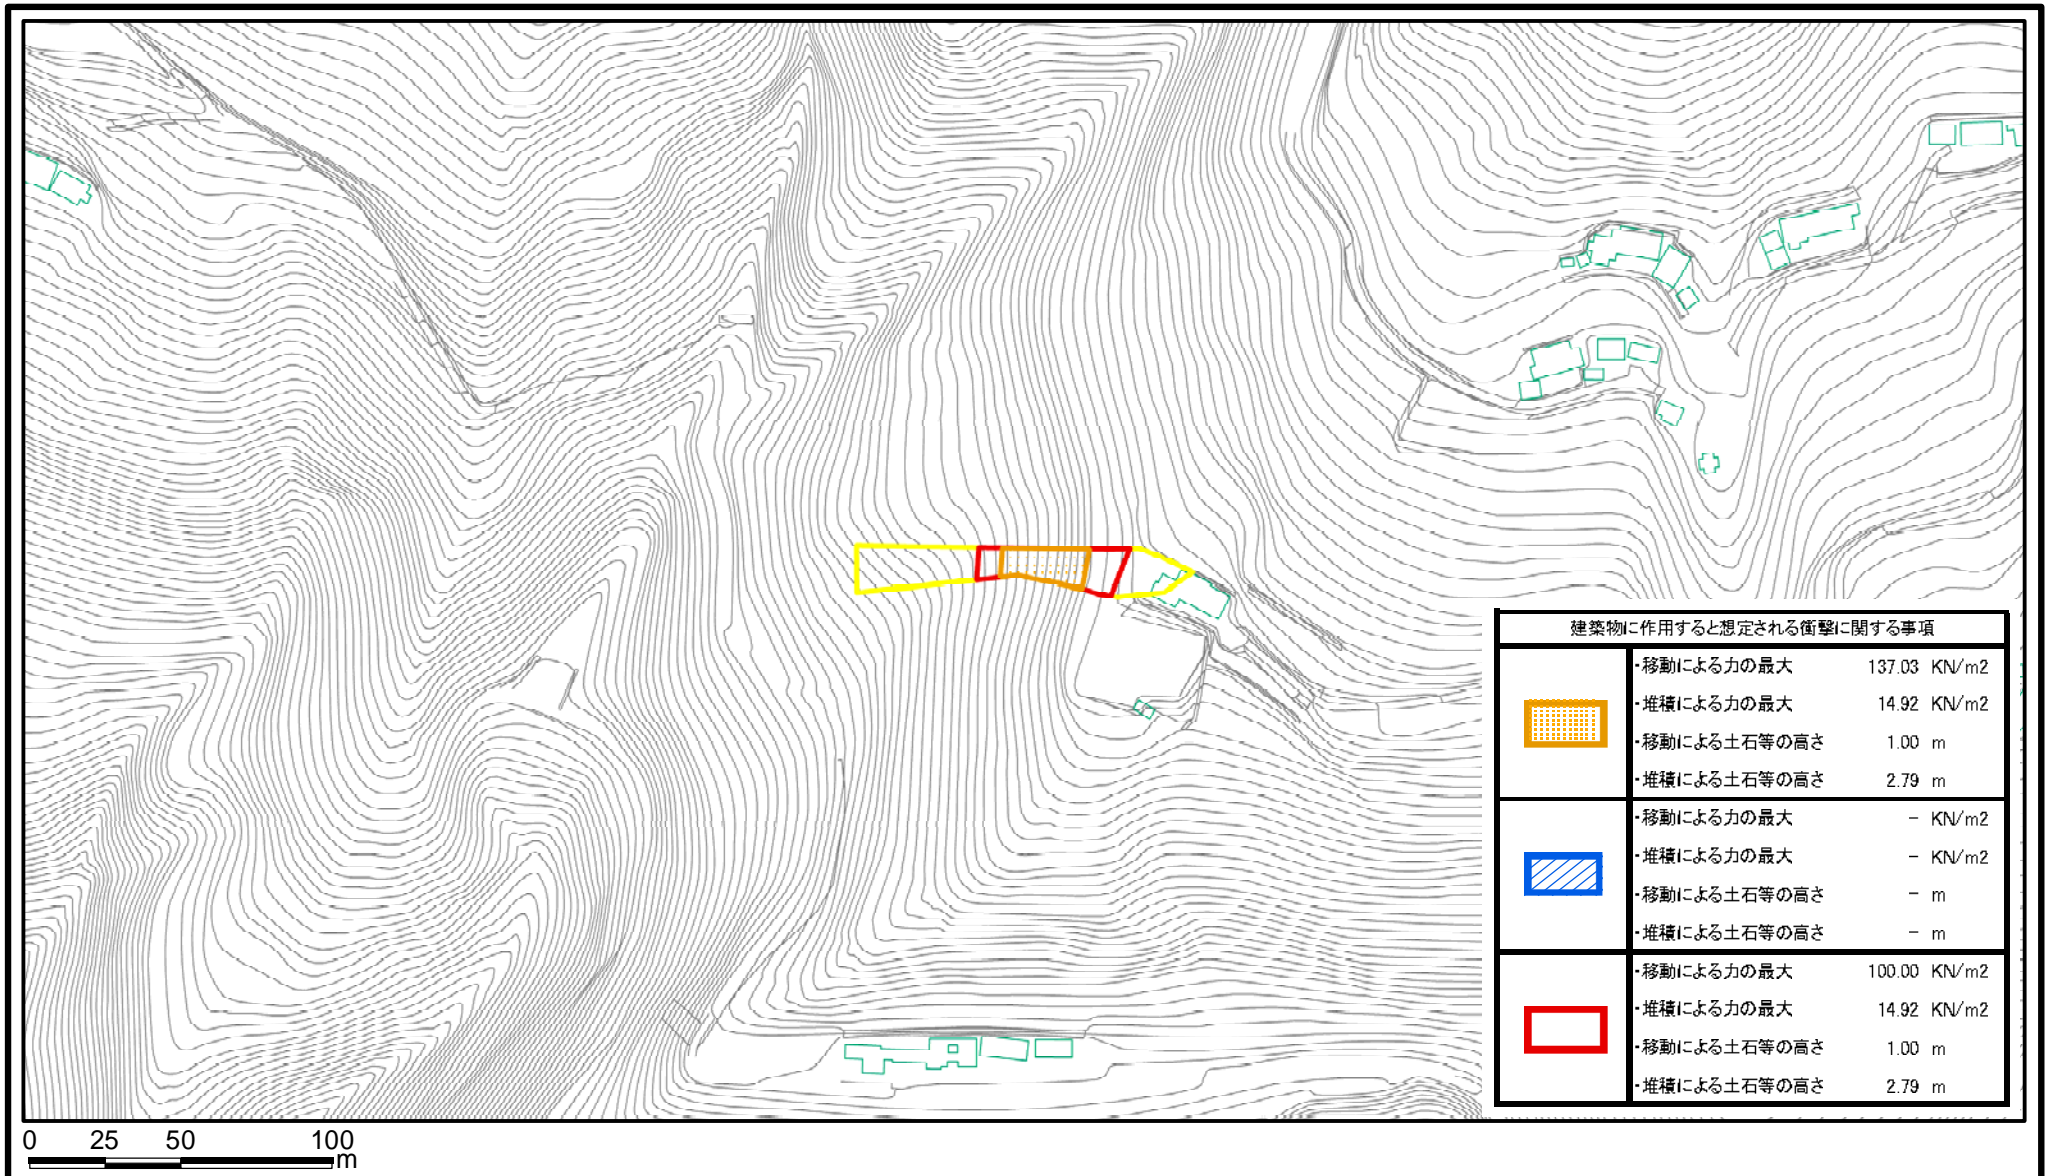 建築物に作用すると想定される衝撃に関する事項
・移動による力の最大 137.03 KN/m2
・堆積による力の最大 14.92 KN/m2
・移動による土石等の高さ 1.00 m
・堆積による土石等の高さ 2.79 m
・移動による力の最大 - KN/m2
・堆積による力の最大 - KN/m2
・移動による土石等の高さ - m
・堆積による土石等の高さ - m
・移動による力の最大 100.00 KN/m2
・堆積による力の最大 14.92 KN/m2
・移動による土石等の高さ 1.00 m
・堆積による土石等の高さ 2.79 m
0 25 50 100
m